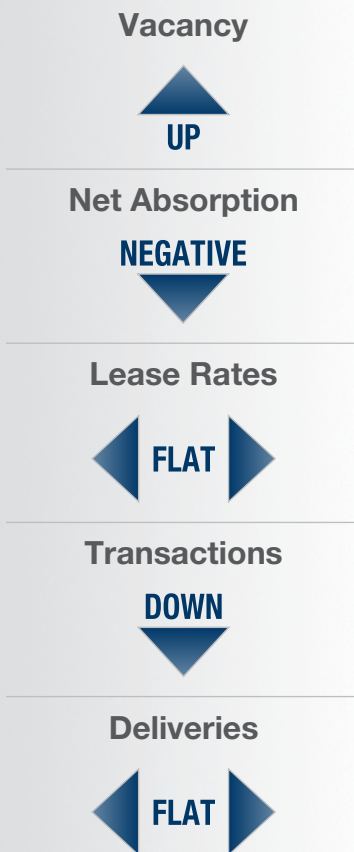 Vacancy
UP
Net Absorption
NEGATIVE
Lease Rates
FLAT
Transactions
DOWN
Deliveries
FLAT